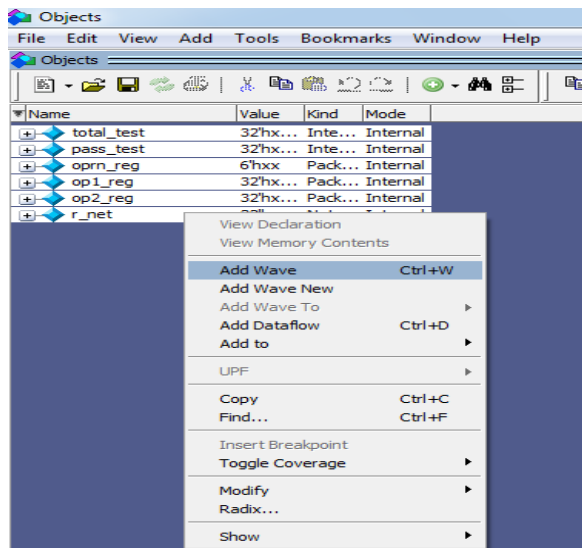 Objects
File Edit View Add Tools Bookmarks Window Help
Objects
Name Value Kind Mode
total_test 32'hx... Inte... Internal
pass_test 32'hx... Inte... Internal
oprn_reg 6'hxx Pack... Internal
op1_reg 32'hx... Pack... Internal
op2_reg 32'hx... Pack... Internal
r_net
View Declaration
View Memory Contents
Add Wave Ctrl+W
Add Wave New
Add Wave To
Add Dataflow Ctrl+D
Add to
UPF
Copy Ctrl+C
Find... Ctrl+F
Insert Breakpoint
Toggle Coverage
Modify
Radix...
Show